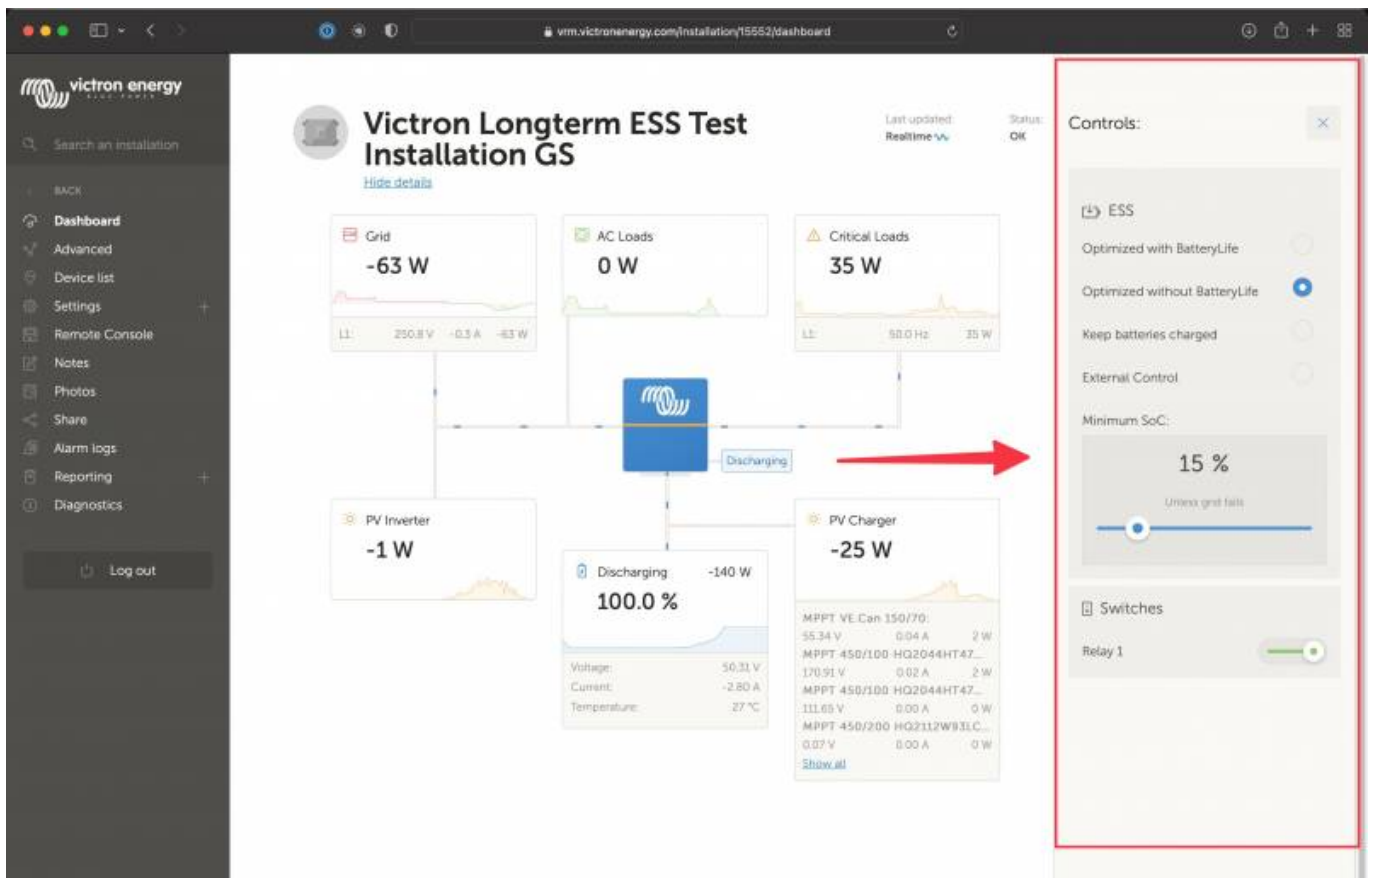 vrm.victronenergy.com/installation/15552/dashboard
victron energy
BLUE POWER
Search an installation
BACK
Dashboard
Advanced
Device list
Settings
Remote Console
Notes
Photos
Share
Alarm logs
Reporting
Diagnostics
Log out
Victron Longterm ESS Test
Installation GS
Hide details
Last updated:
Realtime
Status:
OK
Grid
-63 W
L1: 250.8 V -0.3 A -63 W
AC Loads
0 W
Critical Loads
35 W
L1: 50.0 Hz 35 W
Discharging
PV Inverter
-1 W
Discharging -140 W
100.0 %
Voltage: 50.31 V
Current: -2.80 A
Temperature: 27 °C
PV Charger
-25 W
MPPT VE.Can 150/70:
55.34 V 0.04 A 2 W
MPPT 450/100 HQ2044HT47...
170.91 V 0.02 A 2 W
MPPT 450/100 HQ2044HT47...
111.65 V 0.00 A 0 W
MPPT 450/200 HQ2112W93LC...
0.07 V 0.00 A 0 W
Show all
Controls:
ESS
Optimized with BatteryLife
Optimized without BatteryLife
Keep batteries charged
External Control
Minimum SoC:
15 %
Unless grid fails
Switches
Relay 1